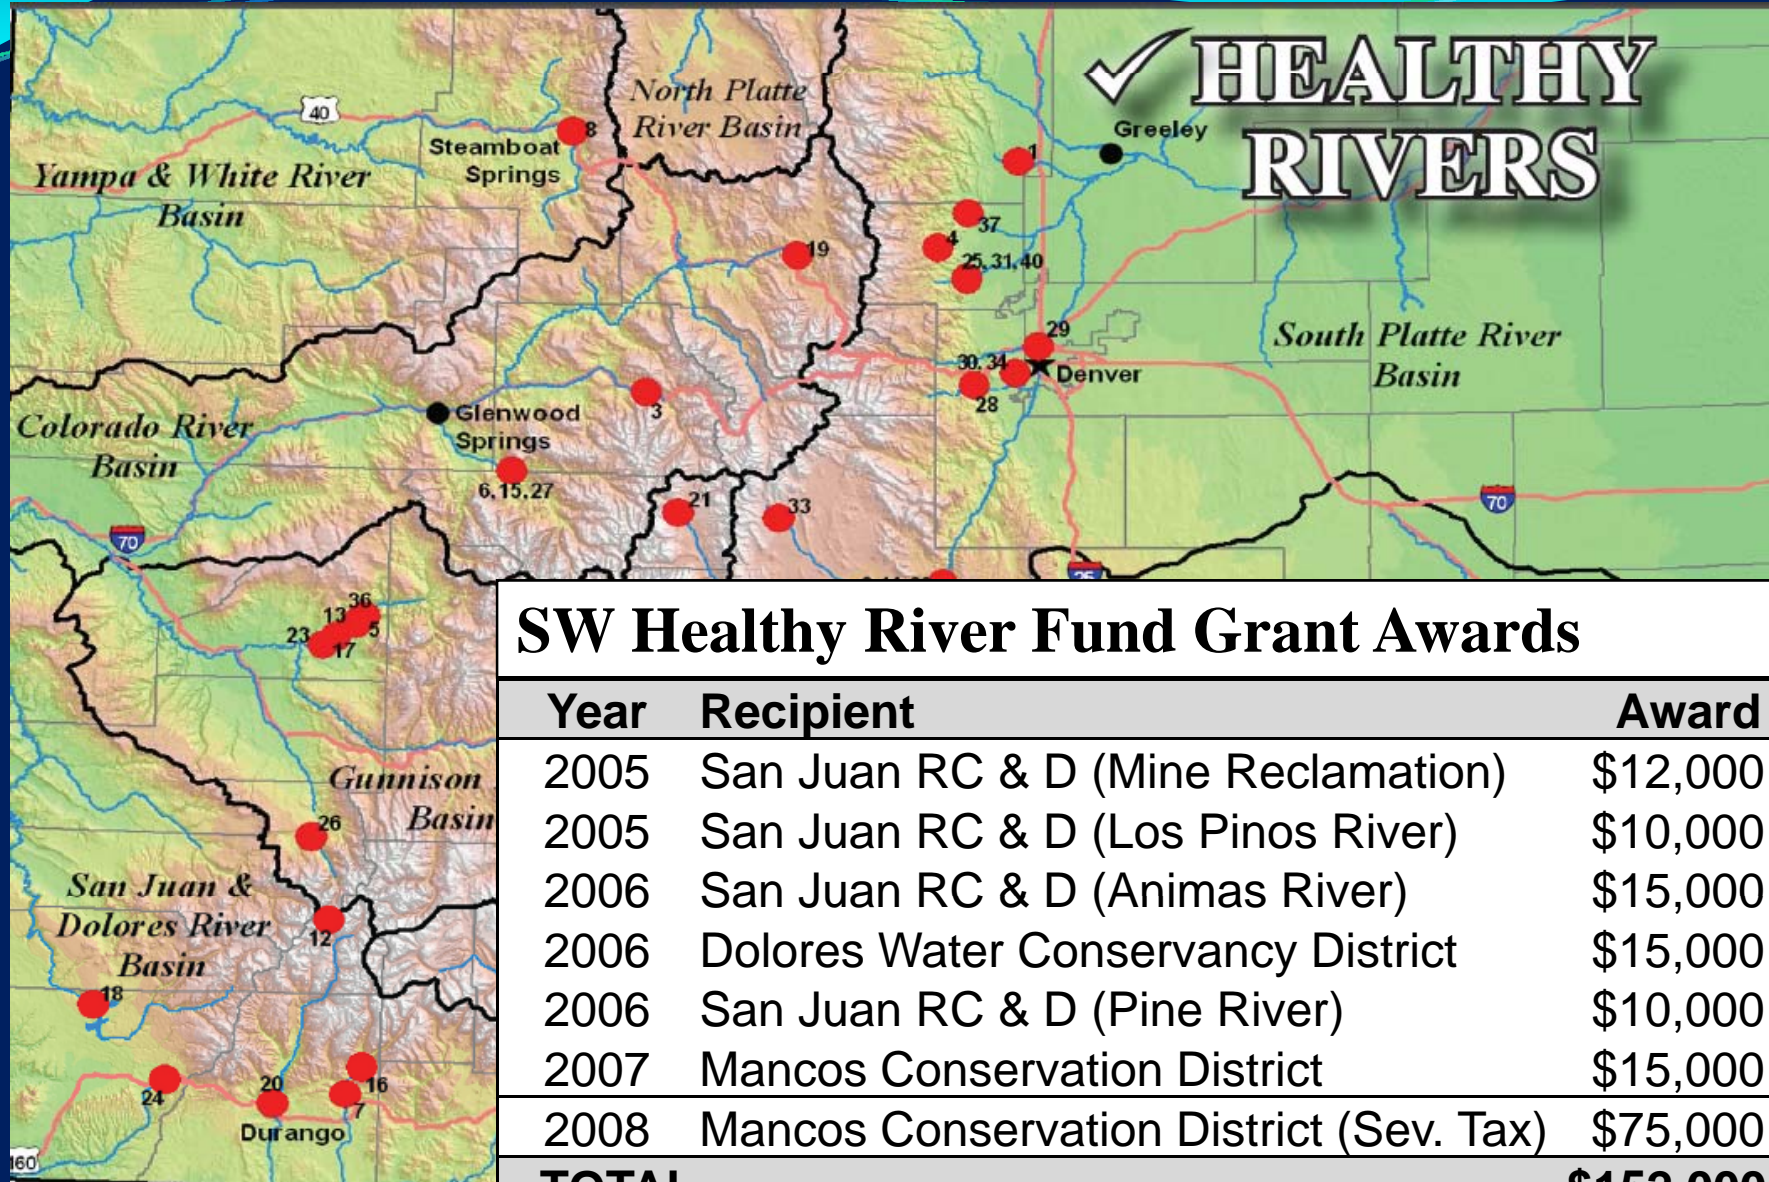 ✓ HEALTHY
RIVERS
40
North Platte
River Basin
8
Steamboat
Springs
Yampa & White River
Basin
Greeley
1
37
4
25, 31, 40
19
29
30, 34
Denver
28
South Platte River
Basin
Glenwood
Springs
3
Colorado River
Basin
6, 15, 27
21
33
70
70
25
36
13
5
23
17
Gunnison
Basin
26
San Juan &
Dolores River
Basin
12
18
24
20
16
7
Durango
160
SW Healthy River Fund Grant Awards
Year Recipient Award
2005 San Juan RC & D (Mine Reclamation) $12,000
2005 San Juan RC & D (Los Pinos River) $10,000
2006 San Juan RC & D (Animas River) $15,000
2006 Dolores Water Conservancy District $15,000
2006 San Juan RC & D (Pine River) $10,000
2007 Mancos Conservation District $15,000
2008 Mancos Conservation District (Sev. Tax) $75,000
TOTAL $152,000